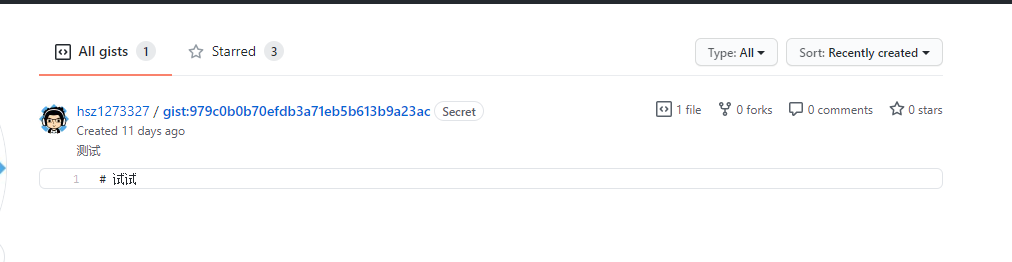 All gists 1 Starred 3 Type: All Sort: Recently created
hsz1273327 / gist:979c0b0b70efdb3a71eb5b613b9a23ac Secret 1 file 0 forks 0 comments 0 stars
Created 11 days ago
测试
1 # 试试